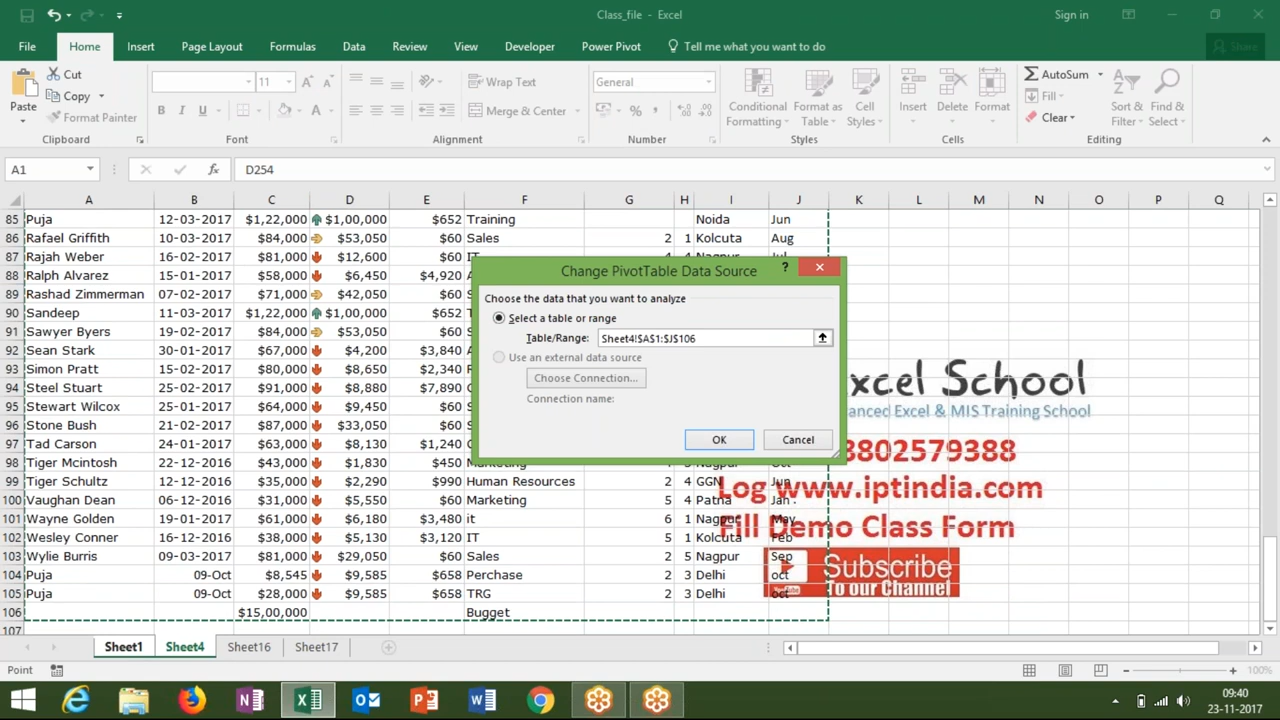 Class_file - Excel
Sign in
File Home Insert Page Layout Formulas Data Review View Developer Power Pivot Tell me what you want to do Share
Paste
Cut
Copy
Format Painter
Clipboard
11
B I U
Font
Wrap Text
Merge & Center
Alignment
General
Number
Conditional Formatting
Format as Table
Cell Styles
Styles
Insert Delete Format
Cells
AutoSum
Fill
Clear
Sort & Filter
Find & Select
Editing
A1 fx D254
A B C D E F G H I J K L M N O P Q
85 Puja 12-03-2017 $1,22,000 $1,00,000 $652 Training Noida Jun
86 Rafael Griffith 10-03-2017 $84,000 $53,050 $60 Sales 2 1 Kolcuta Aug
87 Rajah Weber 16-02-2017 $81,000 $12,600 $60 IT
88 Ralph Alvarez 15-01-2017 $58,000 $6,450 $4,920
89 Rashad Zimmerman 07-02-2017 $71,000 $42,050 $60
90 Sandeep 11-03-2017 $1,22,000 $1,00,000 $652
91 Sawyer Byers 19-02-2017 $84,000 $53,050 $60
92 Sean Stark 30-01-2017 $67,000 $4,200 $3,840
93 Simon Pratt 15-02-2017 $80,000 $8,650 $2,340
94 Steel Stuart 25-02-2017 $91,000 $8,880 $7,890
95 Stewart Wilcox 25-01-2017 $64,000 $9,450 $60
96 Stone Bush 21-02-2017 $87,000 $33,050 $60
97 Tad Carson 24-01-2017 $63,000 $8,130 $1,240
98 Tiger Mcintosh 22-12-2016 $43,000 $1,830 $450 Marketing Nagpur Oct
99 Tiger Schultz 12-12-2016 $35,000 $2,290 $990 Human Resources 2 4 GGN Jun
100 Vaughan Dean 06-12-2016 $31,000 $5,550 $60 Marketing 5 4 Patna Jan
101 Wayne Golden 19-01-2017 $61,000 $6,180 $3,480 it 6 1 Nagpur May
102 Wesley Conner 16-12-2016 $38,000 $5,130 $3,120 IT 5 1 Kolcuta Feb
103 Wylie Burris 09-03-2017 $81,000 $29,050 $60 Sales 2 5 Nagpur Sep
104 Puja 09-Oct $8,545 $9,585 $658 Perchase 2 3 Delhi oct
105 Puja 09-Oct $28,000 $9,585 $658 TRG 2 3 Delhi oct
106 $15,00,000 Bugget
107
Change PivotTable Data Source ?
Choose the data that you want to analyze
Select a table or range
Table/Range: Sheet4!$A$1:$J$106
Use an external data source
Choose Connection...
Connection name:
OK Cancel
xcel School
anced Excel & MIS Training School
8802579388
Log www.iptindia.com
Fill Demo Class Form
Subscribe
To our Channel
Sheet1 Sheet4 Sheet16 Sheet17
Point
100%
09:40
23-11-2017